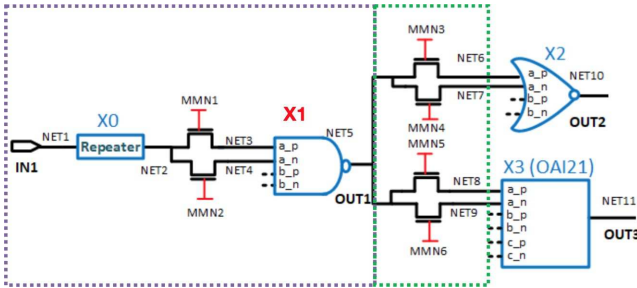 MMN3
X2
NET6
NET10
a_p
a_n
b_p
b_n
NET7
OUT2
MMN4
X0
MMN1
X1
NET5
MMN5
NET1
Repeater
NET3
a_p
a_n
b_p
b_n
X3 (OAI21)
IN1
NET2
NET4
OUT1
NET8
a_p
a_n
b_p
b_n
c_p
c_n
NET11
MMN2
NET9
OUT3
MMN6